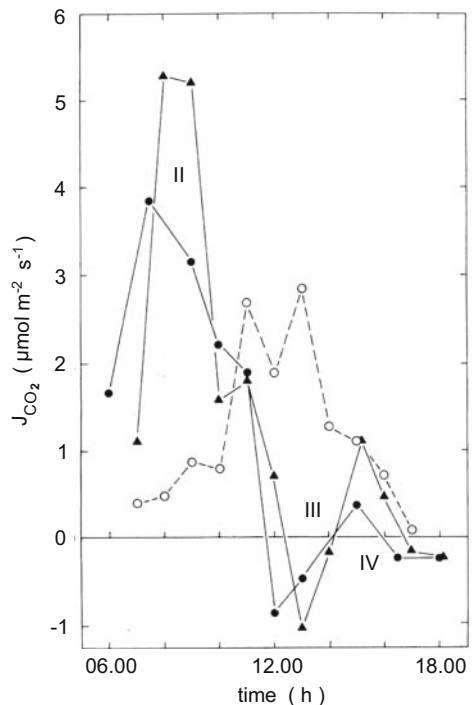 6
5
II
4
J_CO2 ( µmol m⁻² s⁻¹ )
3
2
1
III
0
IV
-1
06.00 12.00 18.00
time ( h )